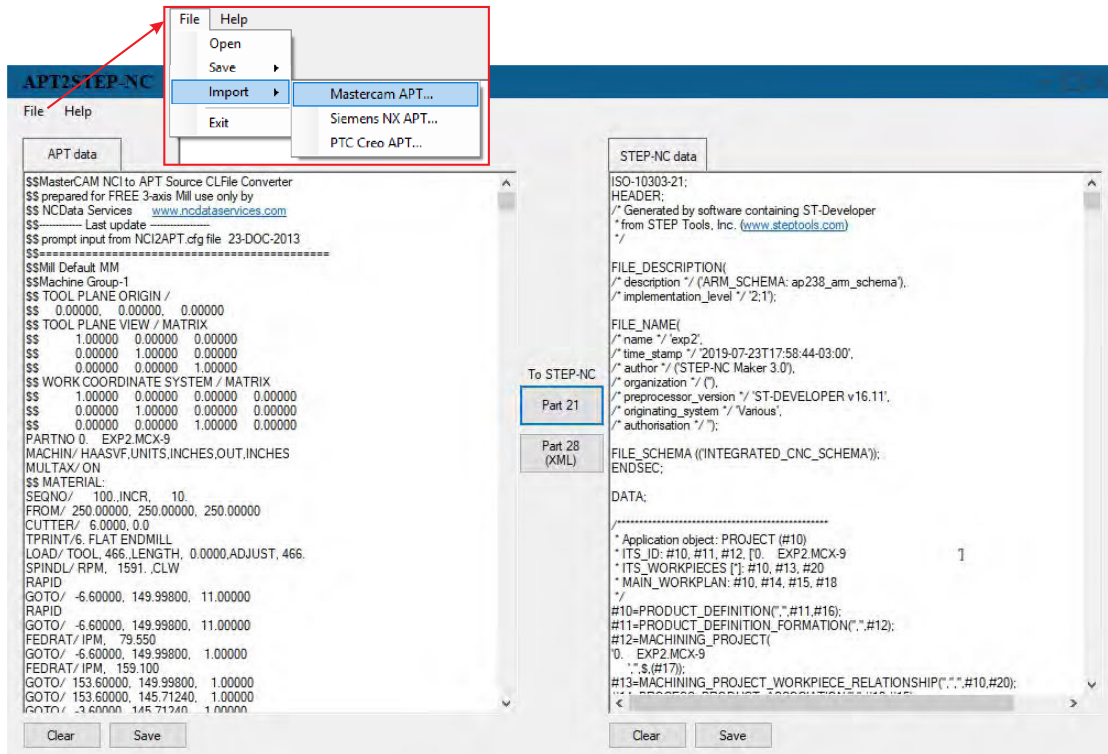 File Help
Open
Save
Import
Exit
Mastercam APT...
Siemens NX APT...
PTC Creo APT...
APT2STEP-NC
File Help
APT data
$$MasterCAM NCI to APT Source CLFile Converter
$$ prepared for FREE 3-axis Mill use only by
$$ NCData Services www.ncdataservices.com
$$------------- Last update ------------------
$$ prompt input from NCI2APT.cfg file 23-DOC-2013
$$==========================================
$$Mill Default MM
$$Machine Group-1
$$ TOOL PLANE ORIGIN /
$$ 0.00000, 0.00000, 0.00000
$$ TOOL PLANE VIEW / MATRIX
$$ 1.00000 0.00000 0.00000
$$ 0.00000 1.00000 0.00000
$$ 0.00000 0.00000 1.00000
$$ WORK COORDINATE SYSTEM / MATRIX
$$ 1.00000 0.00000 0.00000 0.00000
$$ 0.00000 1.00000 0.00000 0.00000
$$ 0.00000 0.00000 1.00000 0.00000
PARTNO 0. EXP2.MCX-9
MACHIN/ HAASVF,UNITS,INCHES,OUT,INCHES
MULTAX/ ON
$$ MATERIAL:
SEQNO/ 100.,INCR, 10.
FROM/ 250.00000, 250.00000, 250.00000
CUTTER/ 6.0000, 0.0
TPRINT/6. FLAT ENDMILL
LOAD/ TOOL, 466.,LENGTH, 0.0000,ADJUST, 466.
SPINDL/ RPM, 1591. ,CLW
RAPID
GOTO/ -6.60000, 149.99800, 11.00000
RAPID
GOTO/ -6.60000, 149.99800, 11.00000
FEDRAT/ IPM, 79.550
GOTO/ -6.60000, 149.99800, 1.00000
FEDRAT/ IPM, 159.100
GOTO/ 153.60000, 149.99800, 1.00000
GOTO/ 153.60000, 145.71240, 1.00000
GOTO/ -3.60000, 145.71240, 1.00000
Clear Save
To STEP-NC
Part 21
Part 28
(XML)
STEP-NC data
ISO-10303-21;
HEADER;
/* Generated by software containing ST-Developer
* from STEP Tools, Inc. (www.steptools.com)
*/
FILE_DESCRIPTION(
/* description */ ('ARM_SCHEMA: ap238_arm_schema'),
/* implementation_level */ '2;1');
FILE_NAME(
/* name */ 'exp2',
/* time_stamp */ '2019-07-23T17:58:44-03:00',
/* author */ ('STEP-NC Maker 3.0'),
/* organization */ (''),
/* preprocessor_version */ 'ST-DEVELOPER v16.11',
/* originating_system */ 'Various',
/* authorisation */ '');
FILE_SCHEMA (('INTEGRATED_CNC_SCHEMA'));
ENDSEC;
DATA;
/*************************************************
* Application object: PROJECT (#10)
* ITS_ID: #10, #11, #12, ['0. EXP2.MCX-9 ']
* ITS_WORKPIECES [*]: #10, #13, #20
* MAIN_WORKPLAN: #10, #14, #15, #18
*/
#10=PRODUCT_DEFINITION('','',#11,#16);
#11=PRODUCT_DEFINITION_FORMATION('','',#12);
#12=MACHINING_PROJECT(
'0. EXP2.MCX-9
','',$,(#17));
#13=MACHINING_PROJECT_WORKPIECE_RELATIONSHIP('','','',#10,#20);
Clear Save